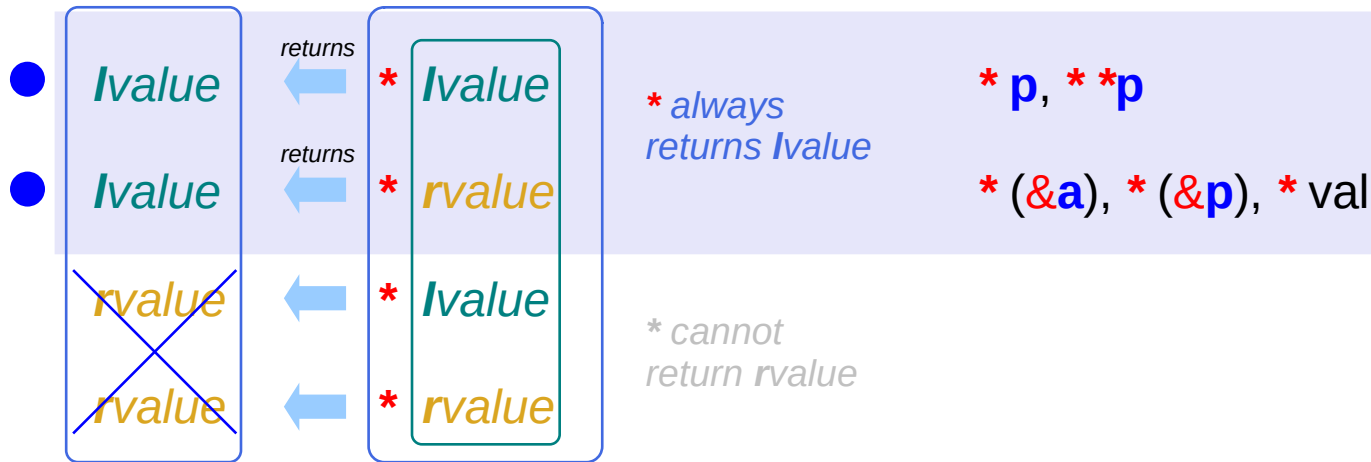 returns
lvalue * lvalue
* always
returns lvalue
* p, * *p
returns
lvalue * rvalue
* (&a), * (&p), * val
rvalue * lvalue
* cannot
return rvalue
rvalue * rvalue